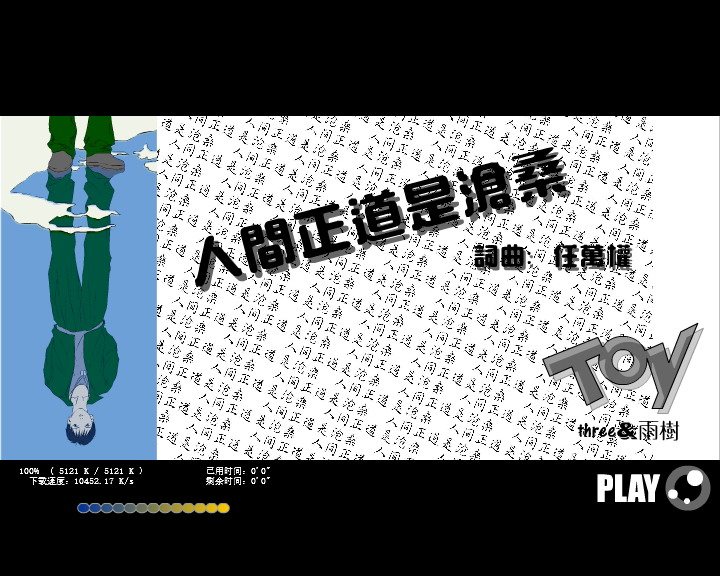 人間正道是滄桑
詞曲: 任萬權
TOY
three&雨樹
100% ( 5121 K / 5121 K )
下载速度: 10452.17 K/s
已用时间: 0'0"
剩余时间: 0'0"
PLAY